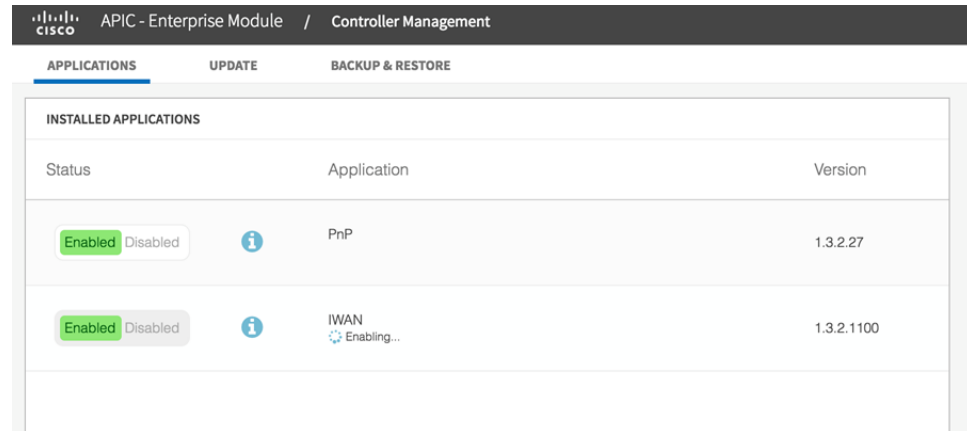 CISCO APIC - Enterprise Module / Controller Management
APPLICATIONS UPDATE BACKUP & RESTORE
INSTALLED APPLICATIONS
Status Application Version
Enabled Disabled PnP 1.3.2.27
Enabled Disabled IWAN 1.3.2.1100
Enabling...